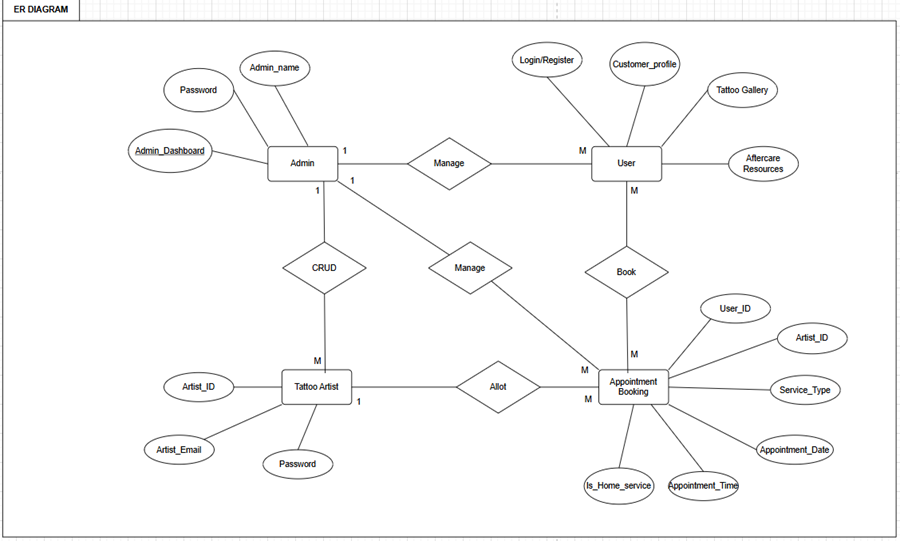 ER DIAGRAM
Admin_name
Login/Register
Customer_profile
Password
Tattoo Gallery
Admin_Dashboard
Admin
1
Manage
M
User
Aftercare
Resources
1
1
M
CRUD
Manage
Book
User_ID
Artist_ID
M
M
M
Artist_ID
Tattoo Artist
1
Allot
M
Appointment
Booking
Service_Type
Artist_Email
Password
Appointment_Date
Is_Home_service
Appointment_Time